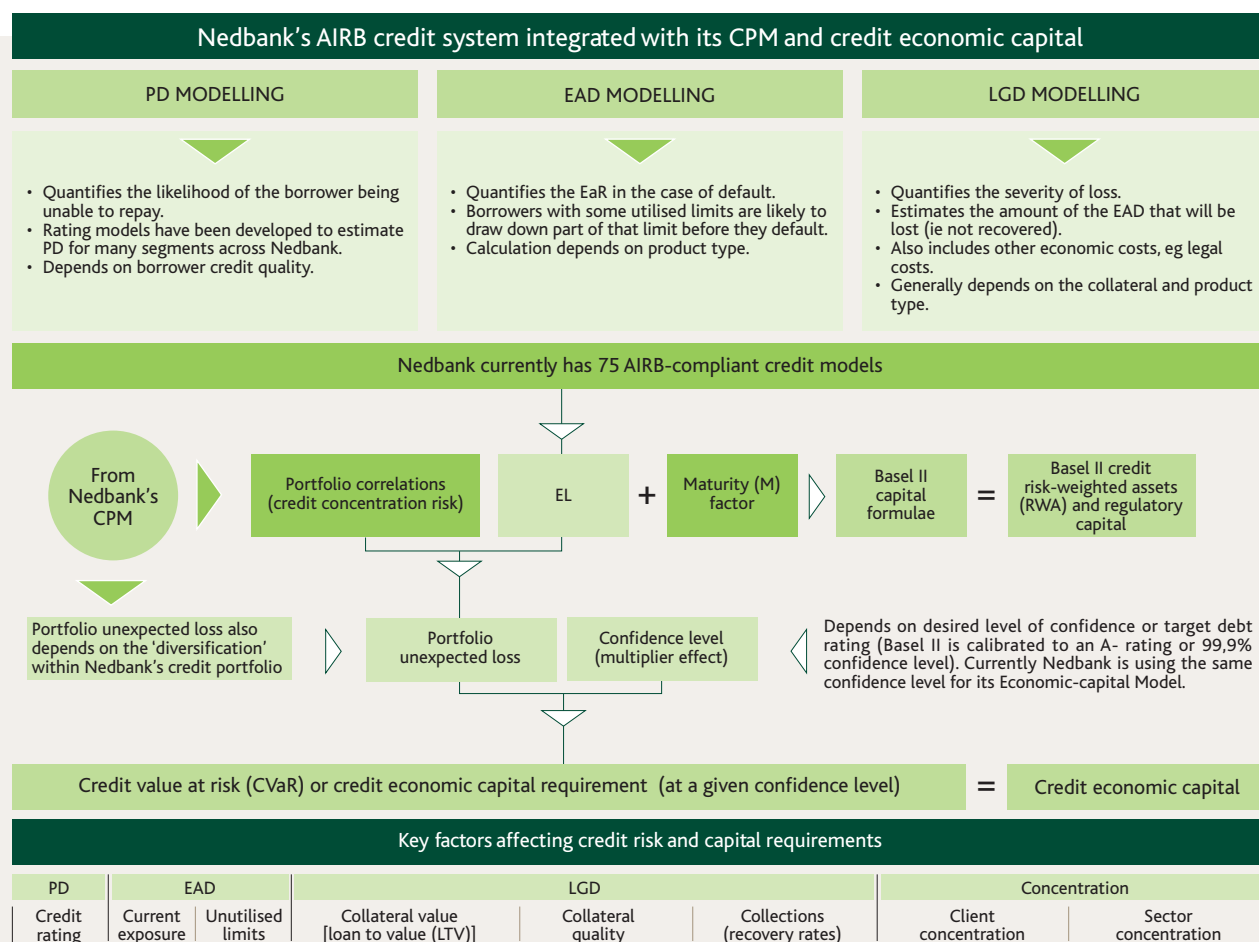 Nedbank's AIRB credit system integrated with its CPM and credit economic capital
PD MODELLING
EAD MODELLING
LGD MODELLING
• Quantifies the likelihood of the borrower being
unable to repay.
• Rating models have been developed to estimate
PD for many segments across Nedbank.
• Depends on borrower credit quality.
• Quantifies the EaR in the case of default.
• Borrowers with some utilised limits are likely to
draw down part of that limit before they default.
• Calculation depends on product type.
• Quantifies the severity of loss.
• Estimates the amount of the EAD that will be
lost (ie not recovered).
• Also includes other economic costs, eg legal
costs.
• Generally depends on the collateral and product
type.
Nedbank currently has 75 AIRB-compliant credit models
From
Nedbank's
CPM
Portfolio correlations
(credit concentration risk)
EL
+
Maturity (M)
factor
Basel II
capital
formulae
=
Basel II credit
risk-weighted assets
(RWA) and regulatory
capital
Portfolio unexpected loss also
depends on the 'diversification'
within Nedbank's credit portfolio
Portfolio
unexpected loss
Confidence level
(multiplier effect)
Depends on desired level of confidence or target debt
rating (Basel II is calibrated to an A- rating or 99,9%
confidence level). Currently Nedbank is using the same
confidence level for its Economic-capital Model.
Credit value at risk (CVaR) or credit economic capital requirement (at a given confidence level)
=
Credit economic capital
Key factors affecting credit risk and capital requirements
PD
EAD
LGD
Concentration
Credit
rating
Current
exposure
Unutilised
limits
Collateral value
[loan to value (LTV)]
Collateral
quality
Collections
(recovery rates)
Client
concentration
Sector
concentration